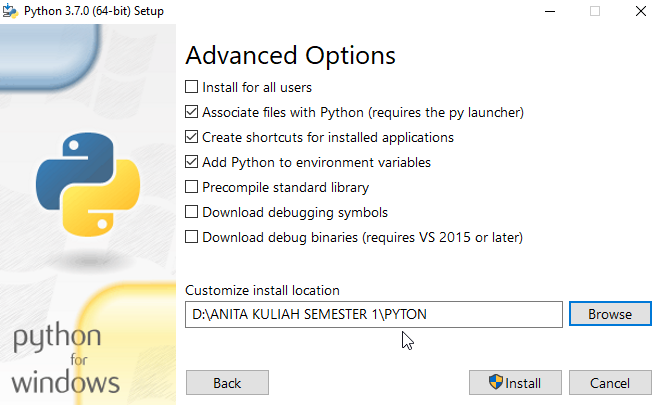 Python 3.7.0 (64-bit) Setup
Advanced Options
Install for all users
Associate files with Python (requires the py launcher)
Create shortcuts for installed applications
Add Python to environment variables
Precompile standard library
Download debugging symbols
Download debug binaries (requires VS 2015 or later)
Customize install location
D:\ANITA KULIAH SEMESTER 1\PYTON
Browse
python
for
windows
Back
Install
Cancel